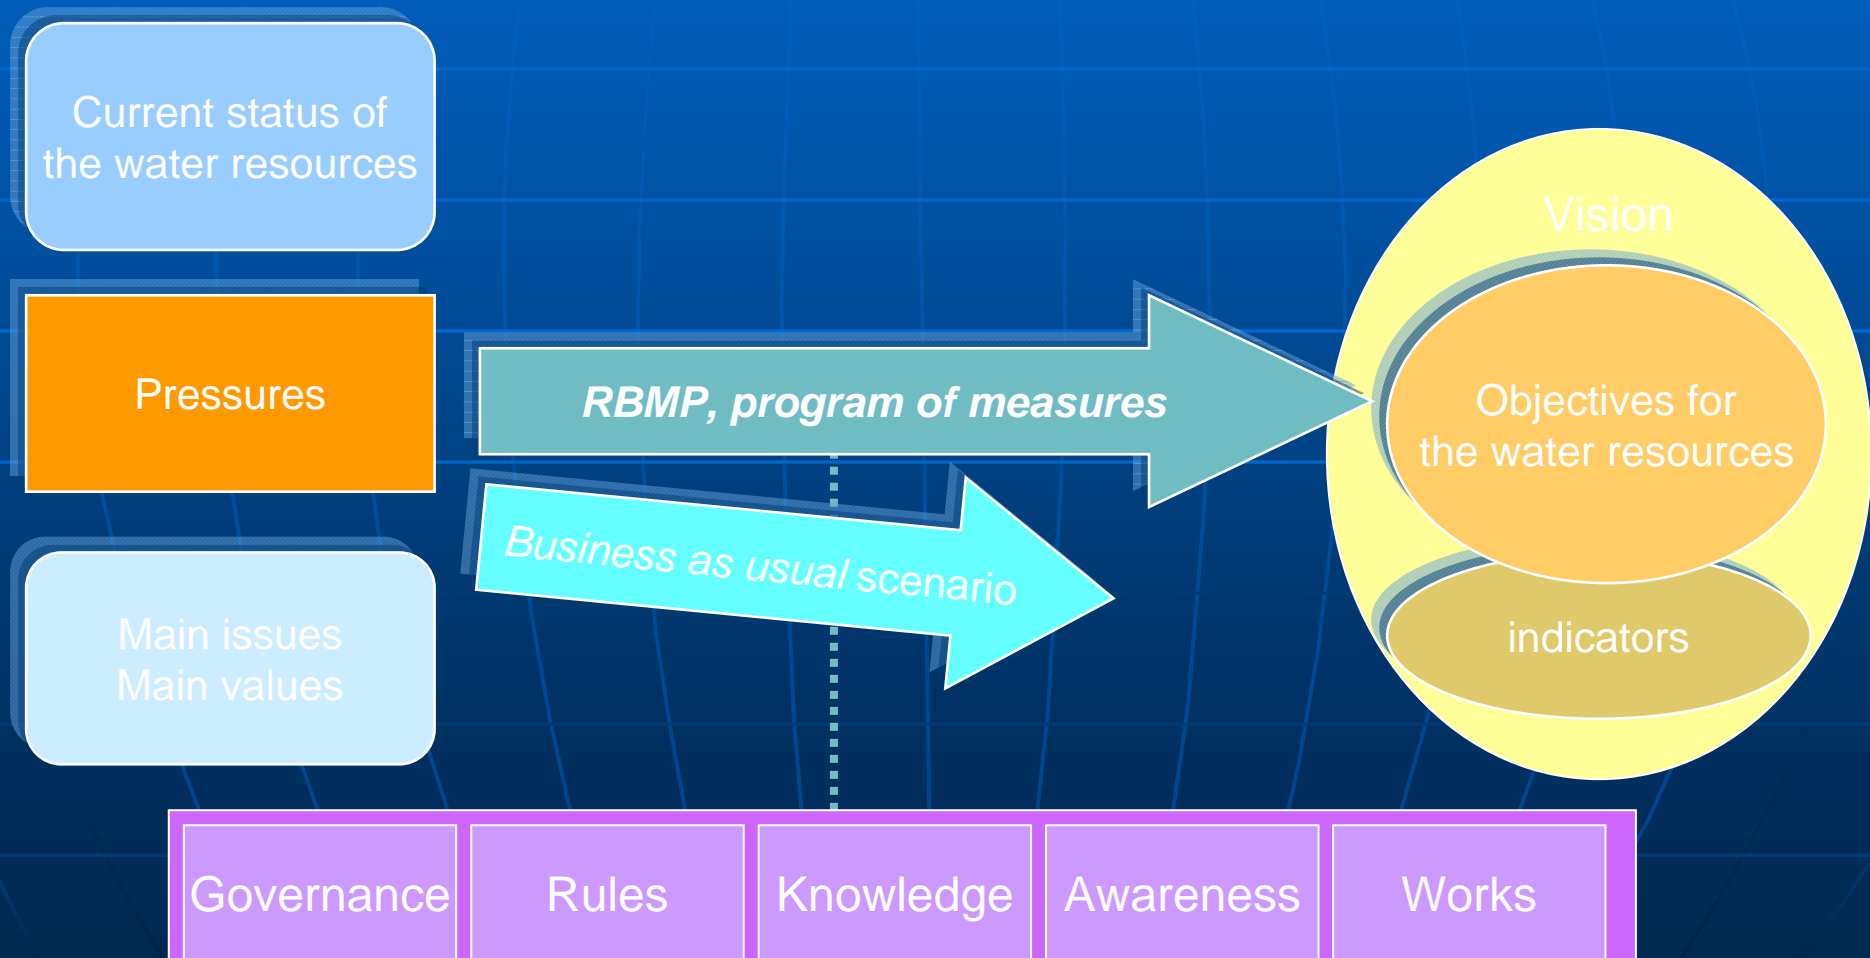 Current status of
the water resources
Pressures
Main issues
Main values
RBMP, program of measures
Business as usual scenario
Vision
Objectives for
the water resources
indicators
Governance
Rules
Knowledge
Awareness
Works